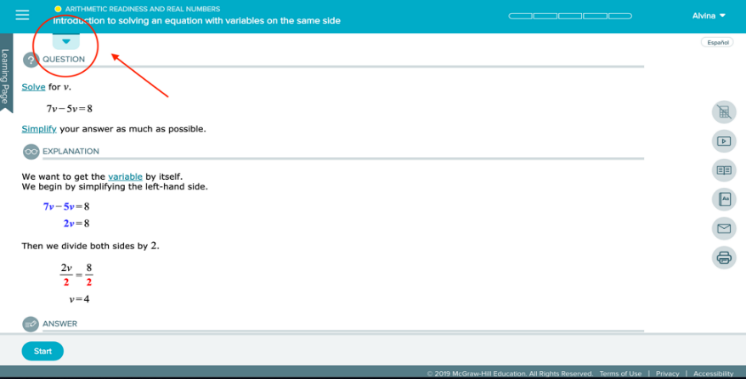 ARITHMETIC READINESS AND REAL NUMBERS
Introduction to solving an equation with variables on the same side
Alvina
Español
Learning Page
? QUESTION
Solve for v.
7v−5v=8
Simplify your answer as much as possible.
EXPLANATION
We want to get the variable by itself.
We begin by simplifying the left-hand side.
7v−5v=8
2v=8
Then we divide both sides by 2.
2v/2 = 8/2
v=4
ANSWER
Start
© 2019 McGraw-Hill Education. All Rights Reserved. Terms of Use | Privacy | Accessibility